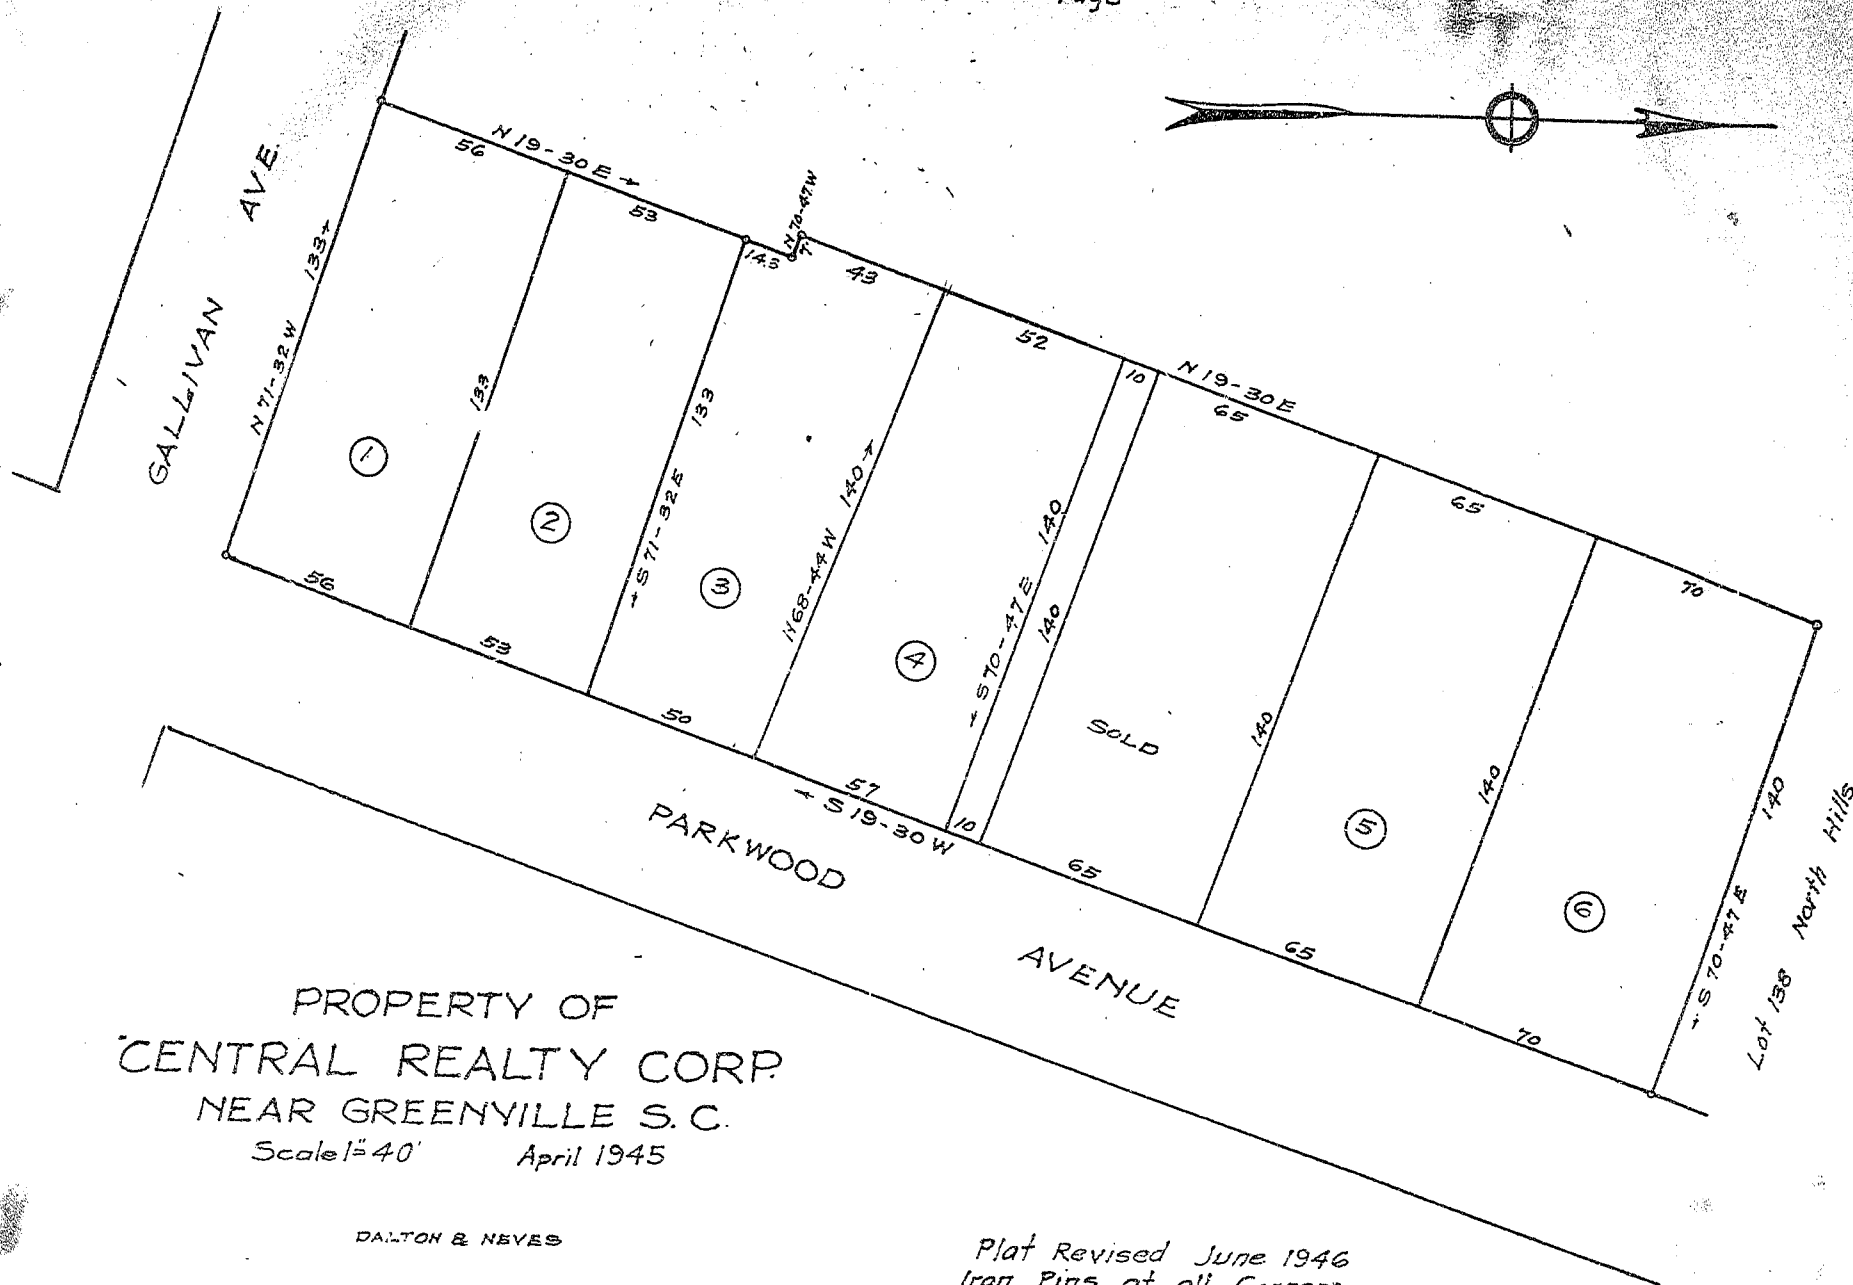 Page
GALLIVAN AVE.
N 71-32 W 133
N 19-30 E
56
53
14.3
N 70-47 W
7
43
52
10
N 19-30 E
65
65
70
133
133
S 71-32 E
N 68-44 W 140
140
S 70-47 E
140
140
140
140
S 70-47 E
Lot 138 North Hills
1
2
3
4
SOLD
5
6
56
53
50
57
S 19-30 W
10
65
65
70
PARKWOOD AVENUE
PROPERTY OF
CENTRAL REALTY CORP.
NEAR GREENVILLE S.C.
Scale 1"=40' April 1945
DALTON & NEVES
Plat Revised June 1946
Iron Pins at all Corners